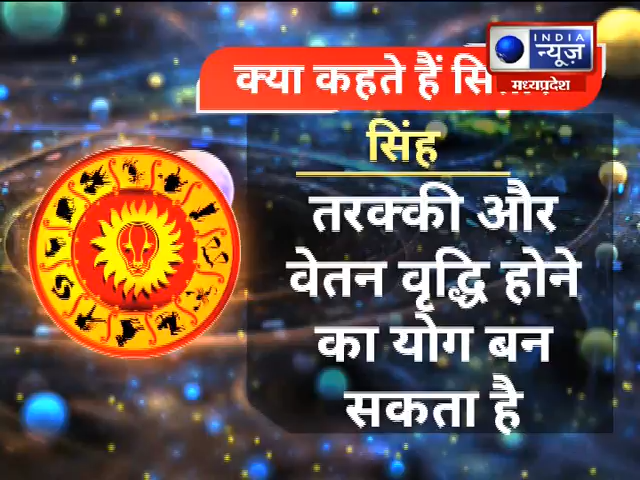 INDIA
न्यूज़
मध्यप्रदेश
क्या कहते हैं
सिंह
तरक्की और
वेतन वृद्धि होने
का योग बन
सकता है